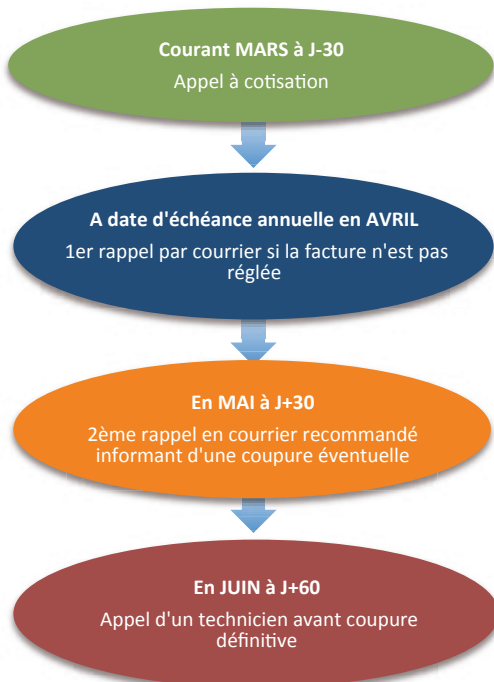 Courant MARS à J-30
Appel à cotisation
A date d'échéance annuelle en AVRIL
1er rappel par courrier si la facture n'est pas
réglée
En MAI à J+30
2ème rappel en courrier recommandé
informant d'une coupure éventuelle
En JUIN à J+60
Appel d'un technicien avant coupure
définitive